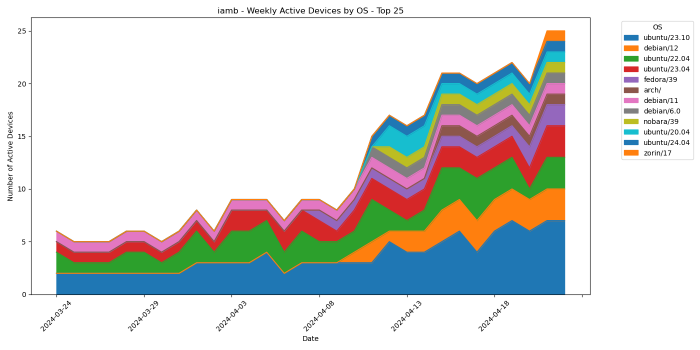 iamb - Weekly Active Devices by OS - Top 25
Number of Active Devices
25
20
15
10
5
0
2024-03-24
2024-03-29
2024-04-03
2024-04-08
2024-04-13
2024-04-18
Date
OS
ubuntu/23.10
debian/12
ubuntu/22.04
ubuntu/23.04
fedora/39
arch/
debian/11
debian/6.0
nobara/39
ubuntu/20.04
ubuntu/24.04
zorin/17